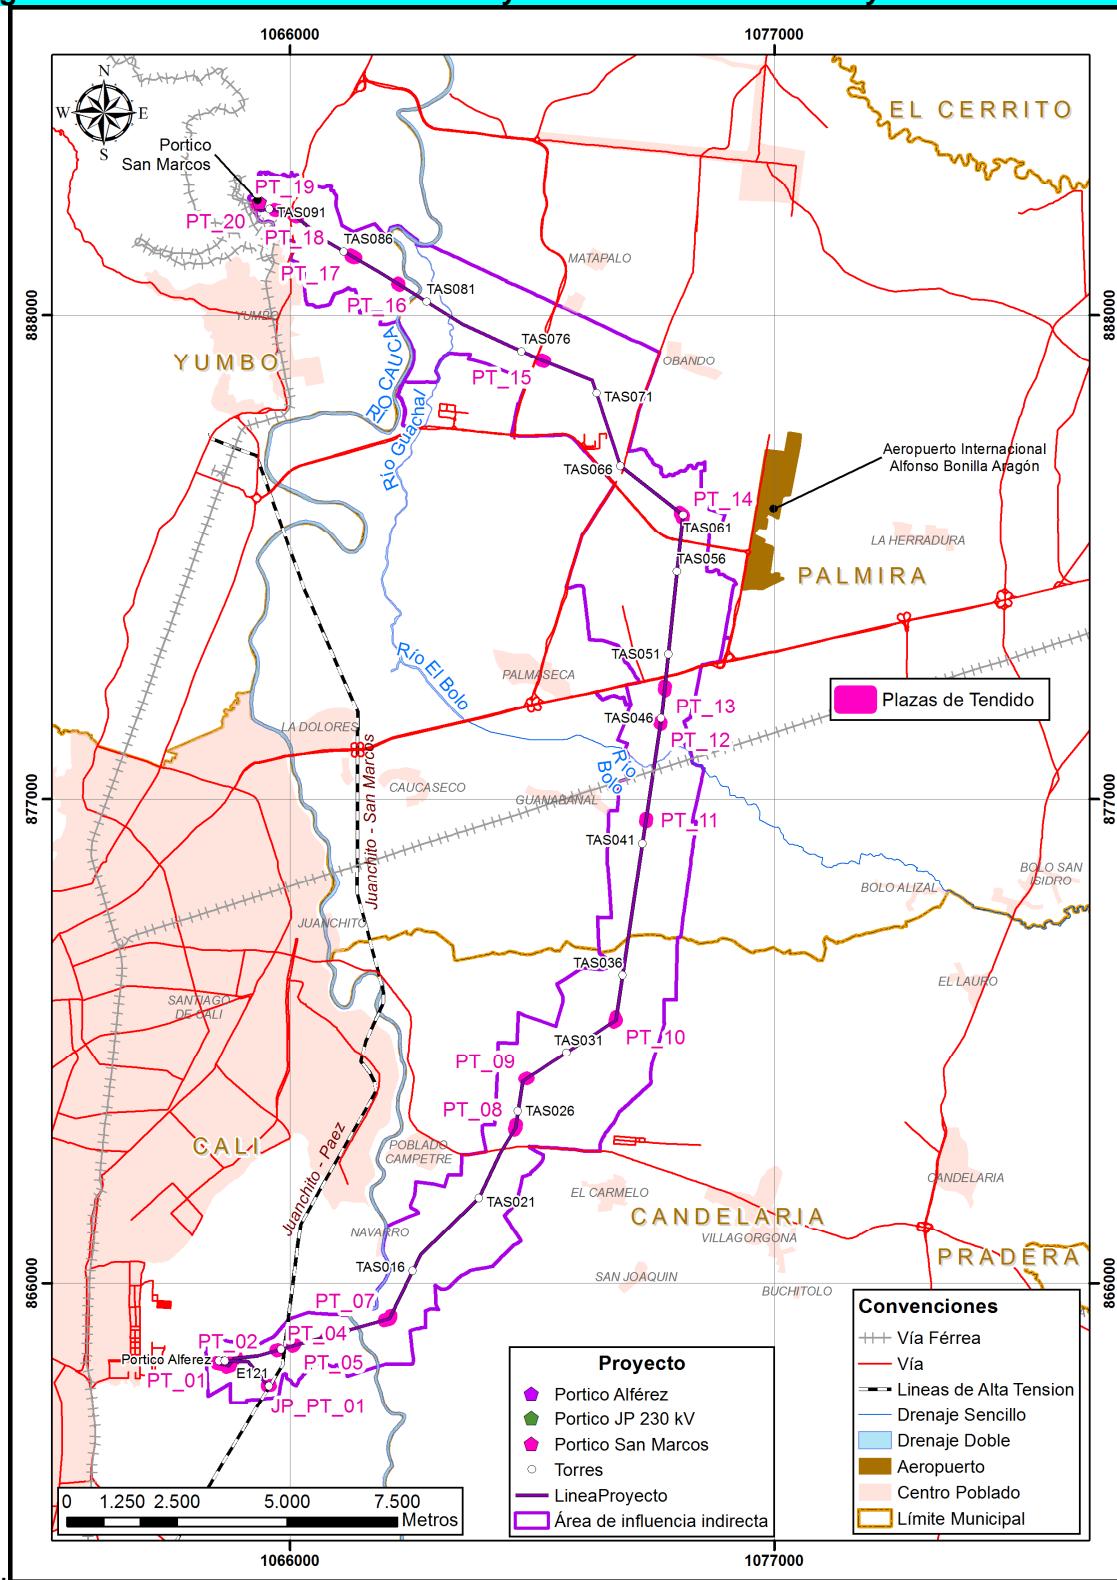 1066000
1077000
N
W
E
S
EL CERRITO
Portico
San Marcos
PT_19
TAS091
PT_20
PT_18
TAS086
PT_17
MATAPALO
TAS081
PT_16
888000
888000
YUMBO
YUMBO
RÍO CAUCA
TAS076
OBANDO
PT_15
TAS071
Río Guachal
Aeropuerto Internacional
Alfonso Bonilla Aragón
TAS066
PT_14
TAS061
LA HERRADURA
TAS056
PALMIRA
Río El Bolo
TAS051
PALMASECA
Plazas de Tendido
PT_13
TAS046
LA DOLORES
PT_12
Río
Bolo
Juanchito - San Marcos
CAUCASECO
GUANABANAL
877000
877000
PT_11
TAS041
BOLO SAN
ISIDRO
BOLO ALIZAL
JUANCHITO
TAS036
EL LAURO
SANTIAGO
DE CALI
PT_10
TAS031
PT_09
PT_08
TAS026
CALI
POBLADO
CAMPETRE
Juanchito - Paez
CANDELARIA
EL CARMELO
TAS021
CANDELARIA
NAVARRO
VILLAGORGONA
PRADERA
TAS016
SAN JOAQUIN
866000
866000
BUCHITOLO
PT_07
PT_02
PT_04
Portico Alferez
PT_05
E121
PT_01
JP_PT_01
Proyecto
Portico Alférez
Portico JP 230 kV
Portico San Marcos
Torres
LineaProyecto
Área de influencia indirecta
Convenciones
Vía Férrea
Vía
Lineas de Alta Tension
Drenaje Sencillo
Drenaje Doble
Aeropuerto
Centro Poblado
Límite Municipal
0 1.250 2.500 5.000 7.500
Metros
1066000
1077000